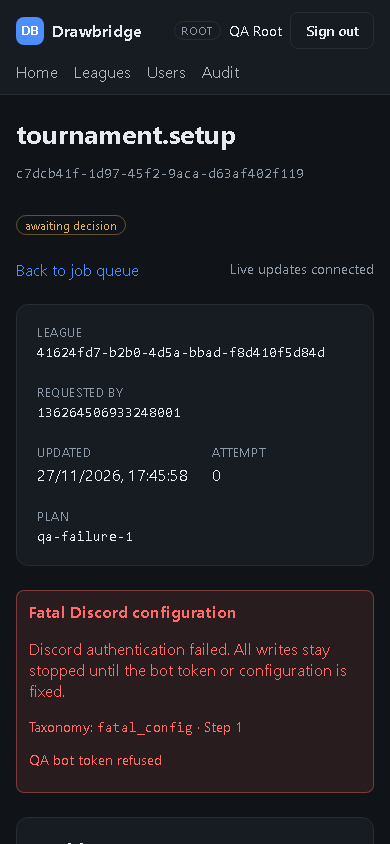 DB Drawbridge ROOT QA Root Sign out
Home Leagues Users Audit
tournament.setup
c7dcb41f-1d97-45f2-9aca-d63af402f119
awaiting decision
Back to job queue Live updates connected
LEAGUE
41624fd7-b2b0-4d5a-bbad-f8d410f5d84d
REQUESTED BY
136264506933248001
UPDATED ATTEMPT
27/11/2026, 17:45:58 0
PLAN
qa-failure-1
Fatal Discord configuration
Discord authentication failed. All writes stay
stopped until the bot token or configuration is
fixed.
Taxonomy: fatal_config · Step 1
QA bot token refused